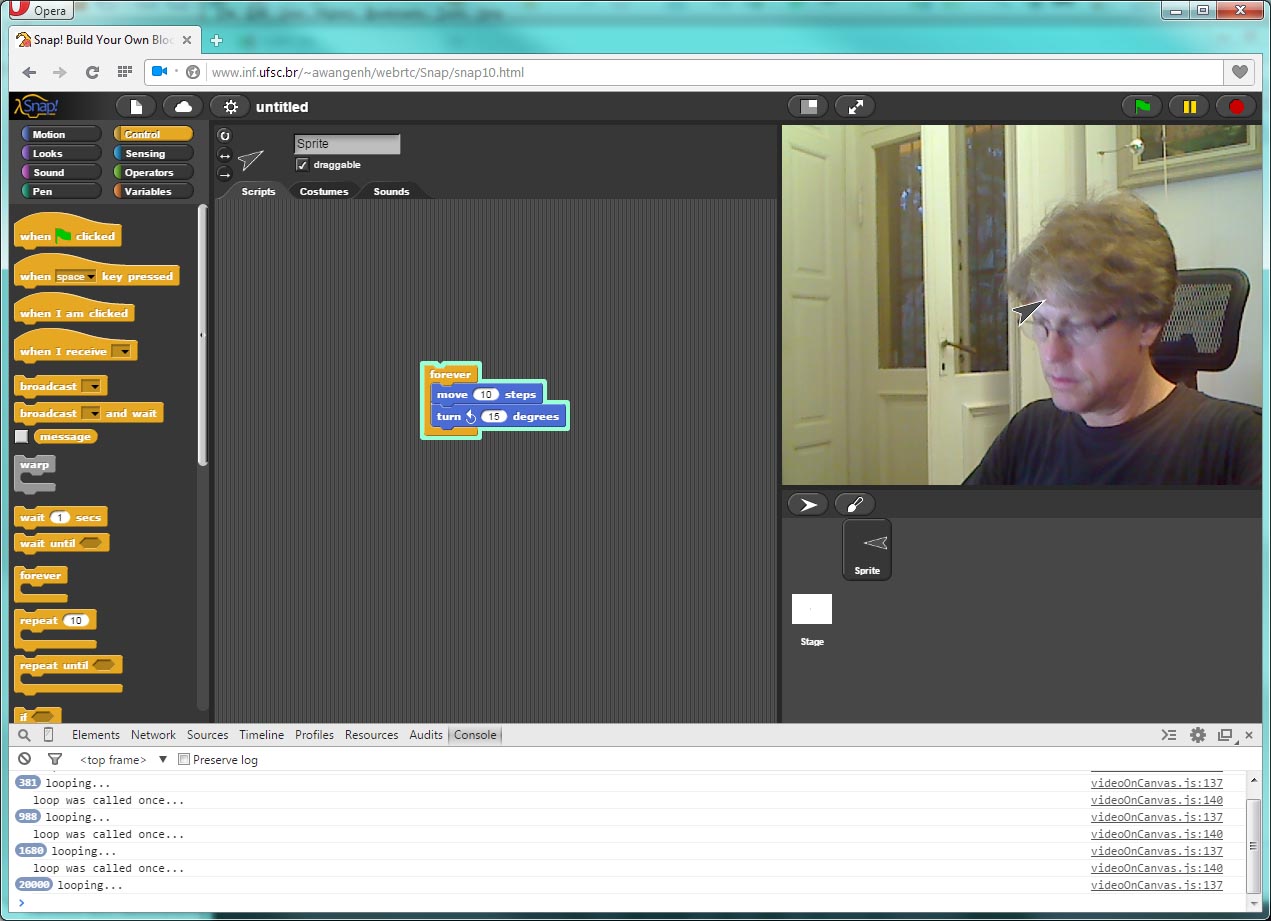 Opera
Snap! Build Your Own Bloc
www.inf.ufsc.br/~awangenh/webrtc/Snap/snap10.html
λSnap!
untitled
Motion Control
Looks Sensing
Sound Operators
Pen Variables
Sprite
draggable
Scripts Costumes Sounds
when clicked
when space key pressed
when I am clicked
when I receive
broadcast
broadcast and wait
message
warp
wait 1 secs
wait until
forever
repeat 10
repeat until
if
forever
move 10 steps
turn 15 degrees
Sprite
Stage
Elements Network Sources Timeline Profiles Resources Audits Console
<top frame> Preserve log
381 looping... videoOnCanvas.js:137
loop was called once... videoOnCanvas.js:140
988 looping... videoOnCanvas.js:137
loop was called once... videoOnCanvas.js:140
1680 looping... videoOnCanvas.js:137
loop was called once... videoOnCanvas.js:140
20000 looping... videoOnCanvas.js:137
>